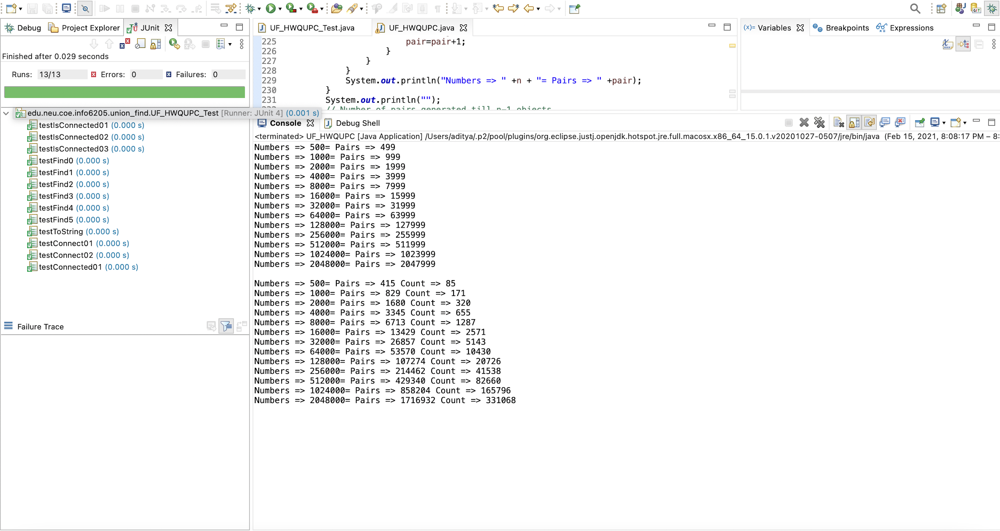 Debug Project Explorer JUnit
Finished after 0.029 seconds
Runs: 13/13 Errors: 0 Failures: 0
edu.neu.coe.info6205.union_find.UF_HWQUPC_Test [Runner: JUnit 4] (0.001 s)
testIsConnected01 (0.000 s)
testIsConnected02 (0.000 s)
testIsConnected03 (0.000 s)
testFind0 (0.000 s)
testFind1 (0.000 s)
testFind2 (0.000 s)
testFind3 (0.000 s)
testFind4 (0.000 s)
testFind5 (0.000 s)
testToString (0.000 s)
testConnect01 (0.000 s)
testConnect02 (0.000 s)
testConnected01 (0.000 s)
Failure Trace
UF_HWQUPC_Test.java UF_HWQUPC.java
225 pair=pair+1;
226 }
227 }
228 }
229 System.out.println("Numbers => " +n + "= Pairs => " +pair);
230 }
231 System.out.println("");
232 // Number of pairs generated till n-1 objects
(x)= Variables Breakpoints Expressions
Console Debug Shell
<terminated> UF_HWQUPC [Java Application] /Users/aditya/.p2/pool/plugins/org.eclipse.justj.openjdk.hotspot.jre.full.macosx.x86_64_15.0.1.v20201027-0507/jre/bin/java (Feb 15, 2021, 8:08:17 PM – 8:
Numbers => 500= Pairs => 499
Numbers => 1000= Pairs => 999
Numbers => 2000= Pairs => 1999
Numbers => 4000= Pairs => 3999
Numbers => 8000= Pairs => 7999
Numbers => 16000= Pairs => 15999
Numbers => 32000= Pairs => 31999
Numbers => 64000= Pairs => 63999
Numbers => 128000= Pairs => 127999
Numbers => 256000= Pairs => 255999
Numbers => 512000= Pairs => 511999
Numbers => 1024000= Pairs => 1023999
Numbers => 2048000= Pairs => 2047999
Numbers => 500= Pairs => 415 Count => 85
Numbers => 1000= Pairs => 829 Count => 171
Numbers => 2000= Pairs => 1680 Count => 320
Numbers => 4000= Pairs => 3345 Count => 655
Numbers => 8000= Pairs => 6713 Count => 1287
Numbers => 16000= Pairs => 13429 Count => 2571
Numbers => 32000= Pairs => 26857 Count => 5143
Numbers => 64000= Pairs => 53570 Count => 10430
Numbers => 128000= Pairs => 107274 Count => 20726
Numbers => 256000= Pairs => 214462 Count => 41538
Numbers => 512000= Pairs => 429340 Count => 82660
Numbers => 1024000= Pairs => 858204 Count => 165796
Numbers => 2048000= Pairs => 1716932 Count => 331068